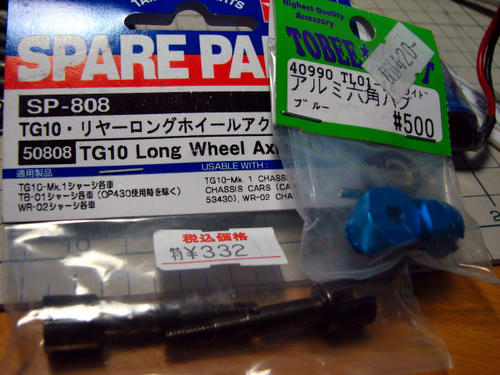 SPARE PA
SP-808
TG10・リヤーロングホイールアク
50808 TG10 Long Wheel Ax
適用製品
TG10-Mk.1シャーシ各車
TB-01シャーシ各車(OP430使用時を除く)
WR-02シャーシ各車
USABLE WITH :
TG10-Mk 1 CHASS
CHASSIS CARS (
53430), WR-02 CHA
税込価格
特¥332
Highest Quality
Accessory
TOBEE
420-
40990 TL01
アルミ六角ハブ
ブルー
#500